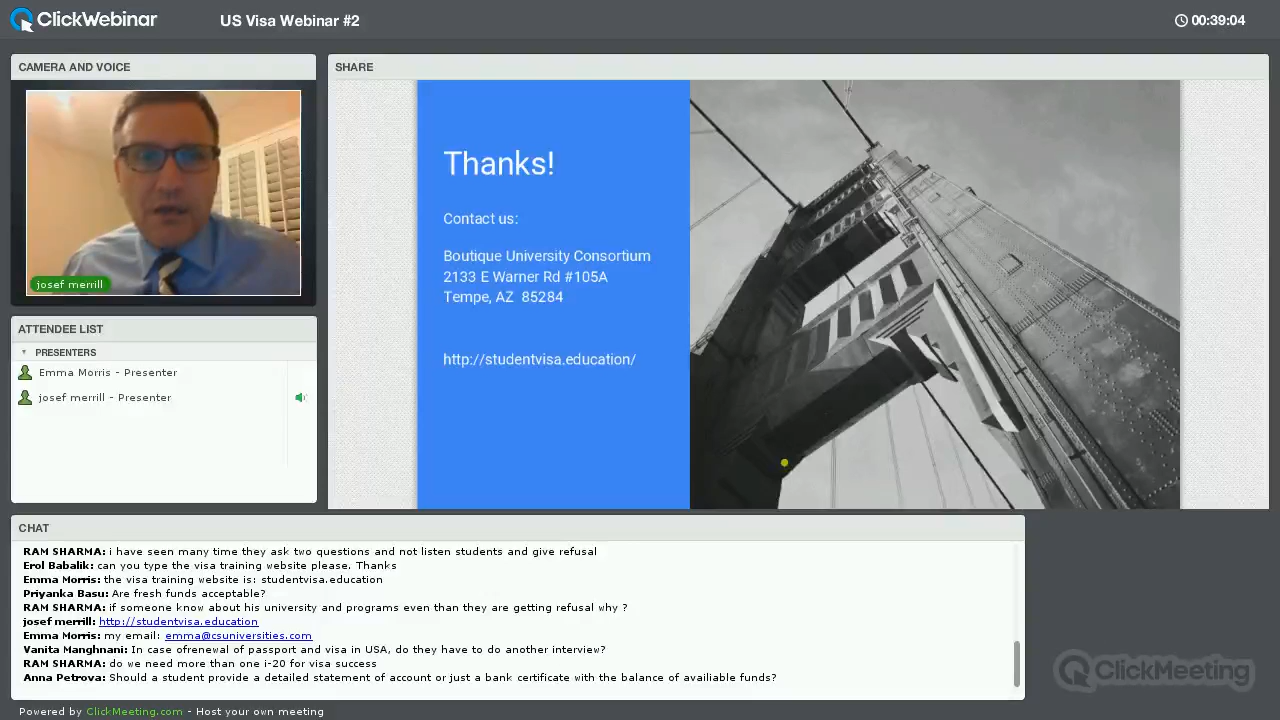 ClickWebinar
US Visa Webinar #2
00:39:04
CAMERA AND VOICE
josef merrill
SHARE
Thanks!
Contact us:
Boutique University Consortium
2133 E Warner Rd #105A
Tempe, AZ 85284
http://studentvisa.education/
ATTENDEE LIST
PRESENTERS
Emma Morris - Presenter
josef merrill - Presenter
CHAT
RAM SHARMA: i have seen many time they ask two questions and not listen students and give refusal
Erol Babalik: can you type the visa training website please. Thanks
Emma Morris: the visa training website is: studentvisa.education
Priyanka Basu: Are fresh funds acceptable?
RAM SHARMA: if someone know about his university and programs even than they are getting refusal why ?
josef merrill: http://studentvisa.education
Emma Morris: my email: emma@csuniversities.com
Vanita Manghnani: In case ofrenewal of passport and visa in USA, do they have to do another interview?
RAM SHARMA: do we need more than one i-20 for visa success
Anna Petrova: Should a student provide a detailed statement of account or just a bank certificate with the balance of availiable funds?
ClickMeeting
Powered by ClickMeeting.com - Host your own meeting